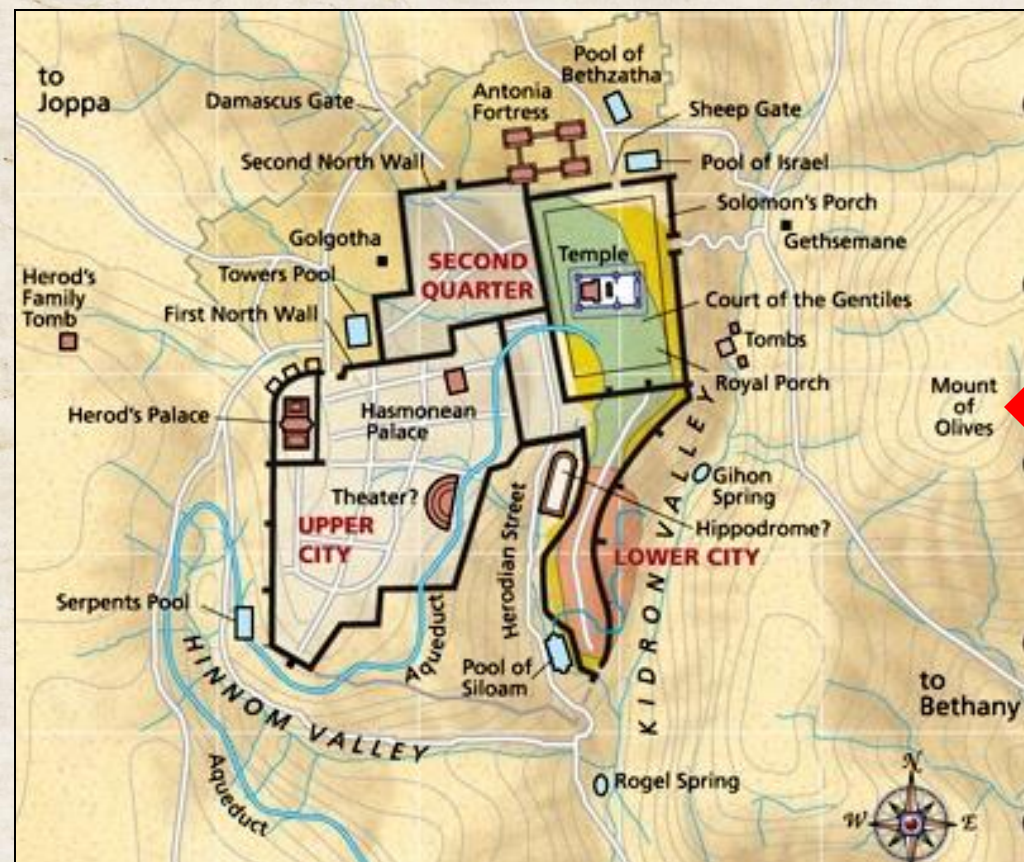 to
Joppa
Pool of
Bethzatha
Antonia
Fortress
Damascus Gate
Sheep Gate
Second North Wall
Pool of Israel
Solomon's Porch
Golgotha
Gethsemane
Temple
SECOND
QUARTER
Towers Pool
Herod's
Family
Tomb
First North Wall
Court of the Gentiles
Tombs
Royal Porch
Mount
of
Olives
Herod's Palace
Hasmonean
Palace
Gihon
Spring
Theater?
UPPER
CITY
Hippodrome?
LOWER CITY
Herodian Street
KIDRON VALLEY
Serpents Pool
Aqueduct
Pool of
Siloam
HINNOM VALLEY
to
Bethany
Aqueduct
Rogel Spring
N
W
E